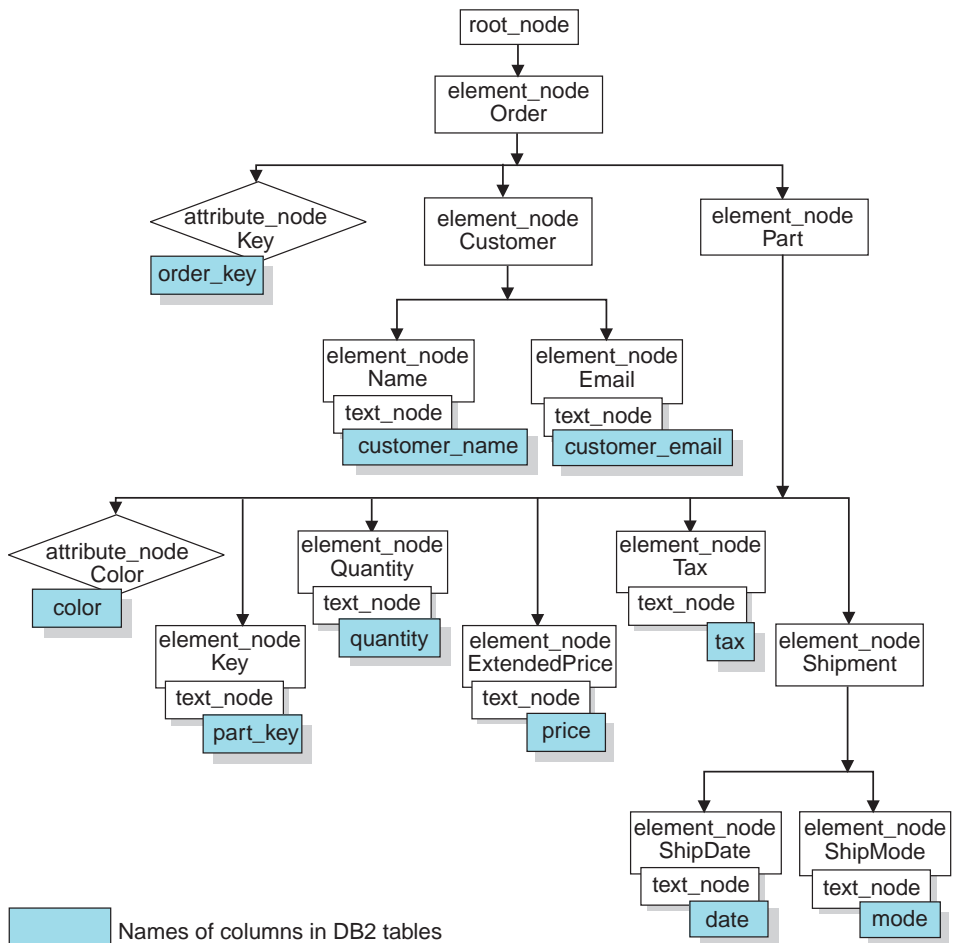 root_node
element_node
Order
attribute_node
Key
order_key
element_node
Customer
element_node
Part
element_node
Name
text_node
customer_name
element_node
Email
text_node
customer_email
attribute_node
Color
color
element_node
Key
text_node
part_key
element_node
Quantity
text_node
quantity
element_node
ExtendedPrice
text_node
price
element_node
Tax
text_node
tax
element_node
Shipment
element_node
ShipDate
text_node
date
element_node
ShipMode
text_node
mode
Names of columns in DB2 tables